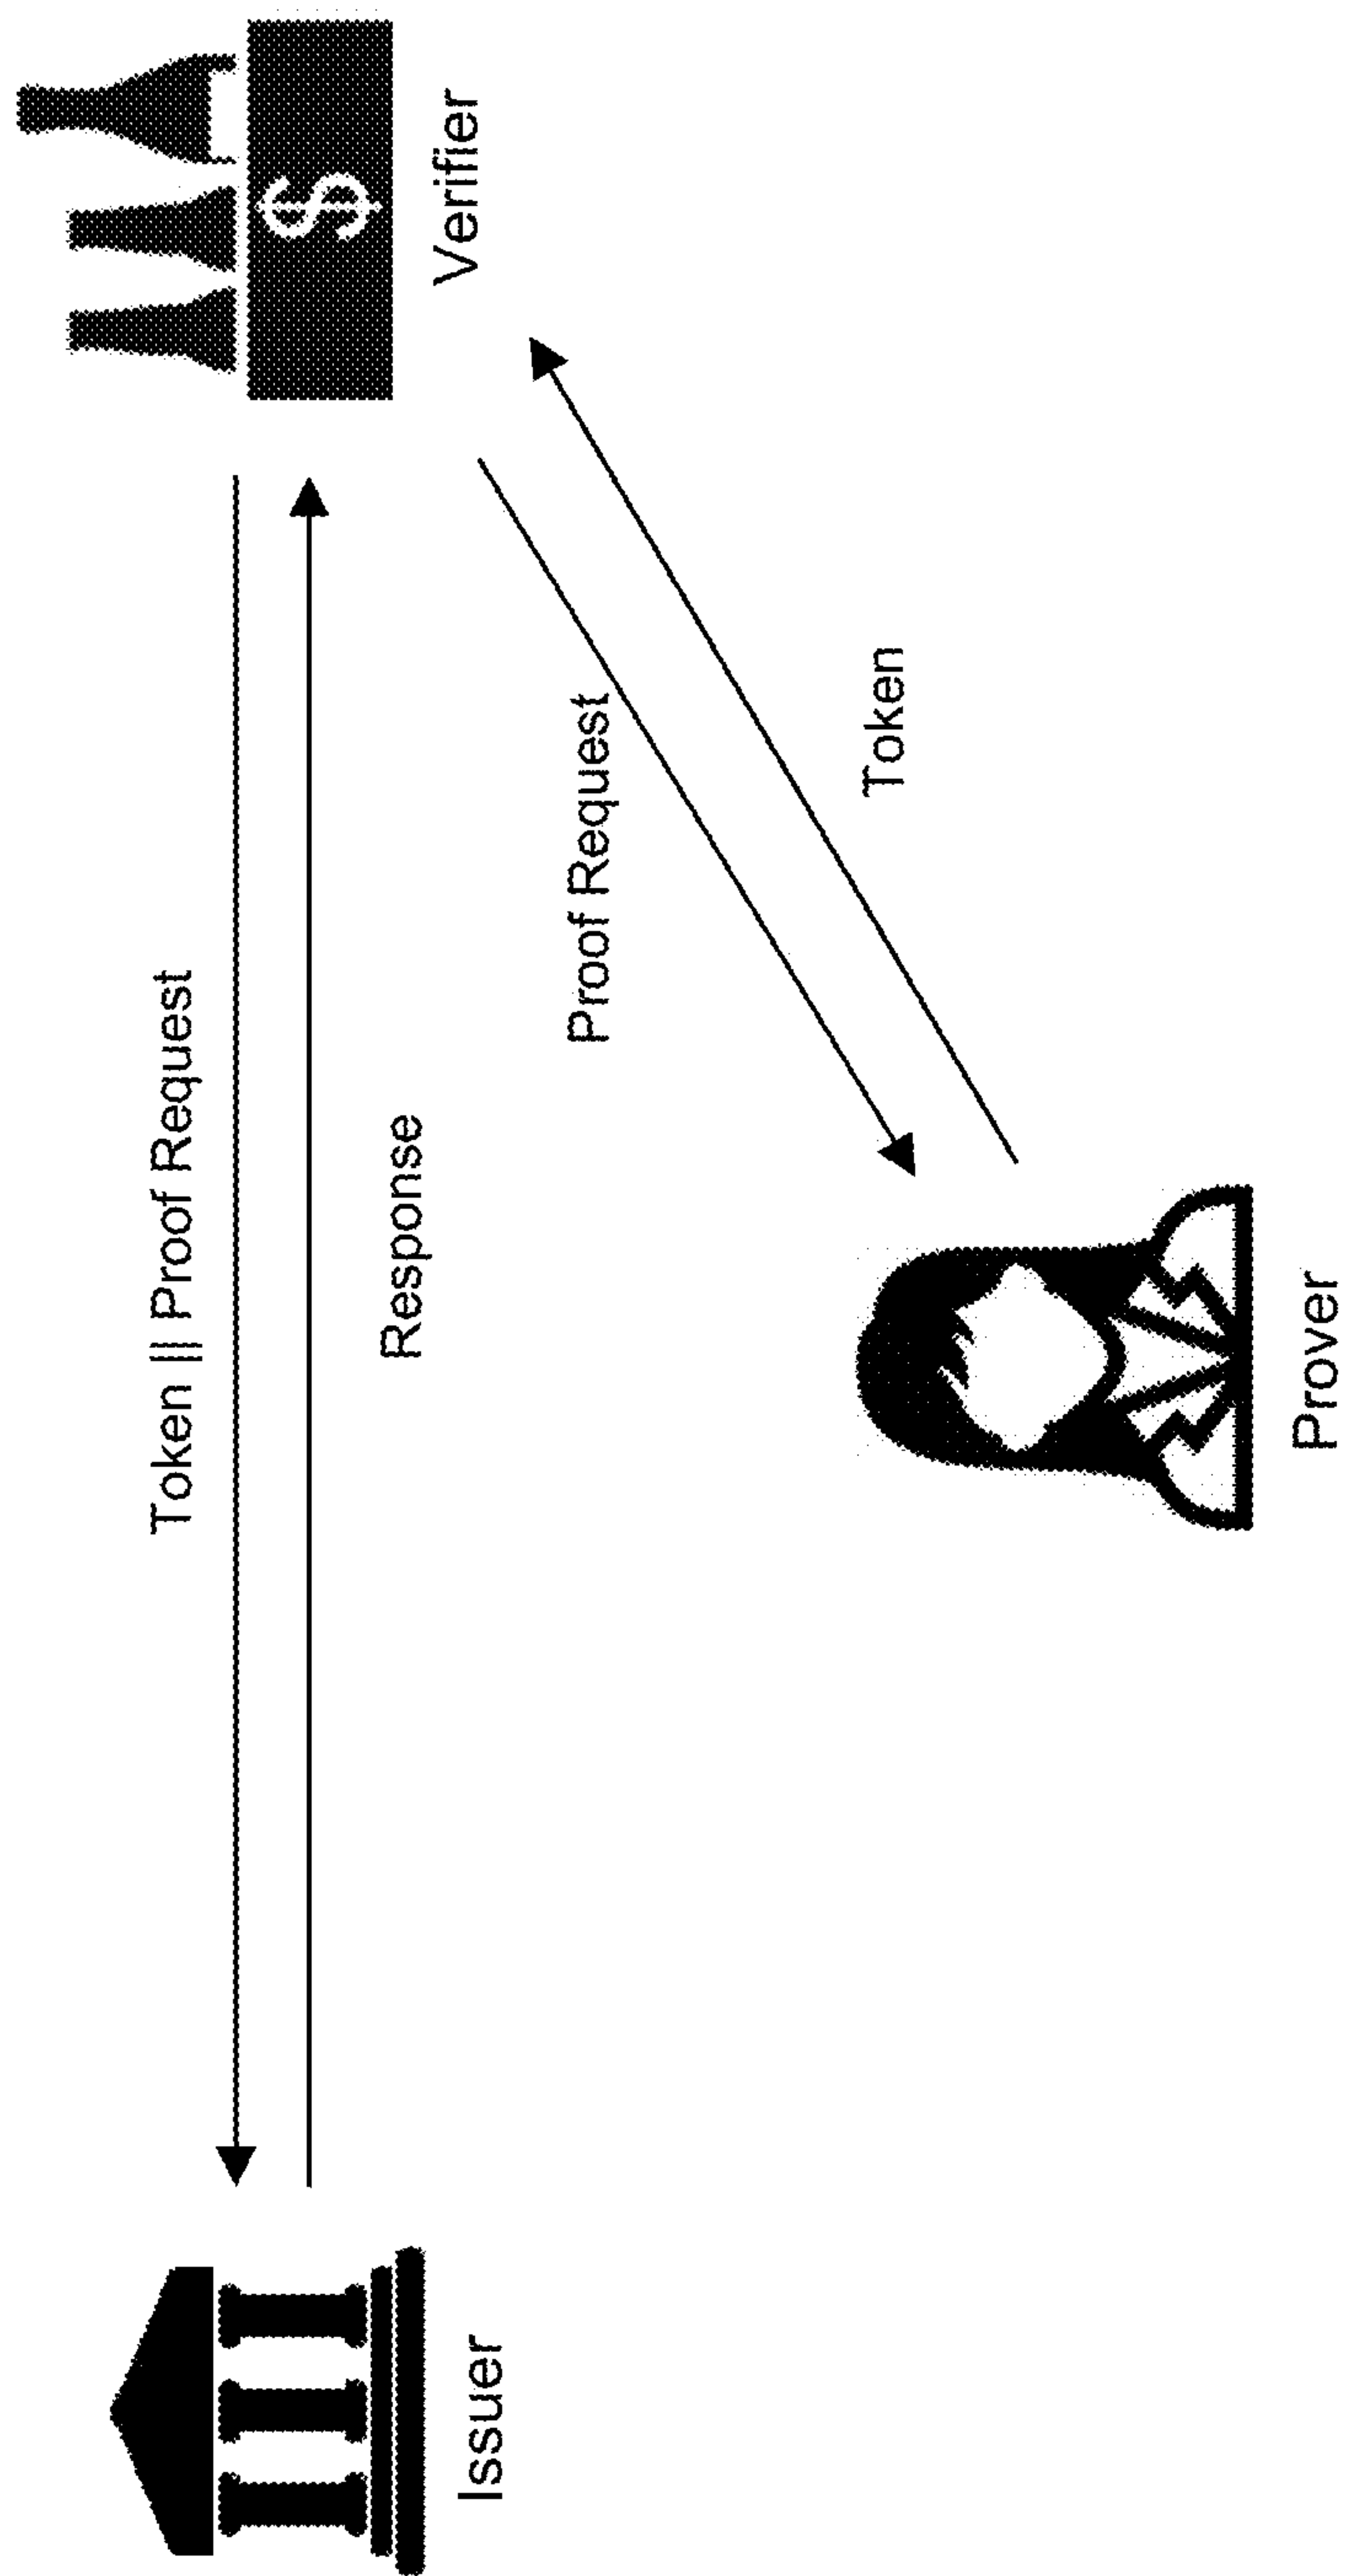 Token || Proof Request
Response
Issuer
Verifier
$
Proof Request
Token
Prover